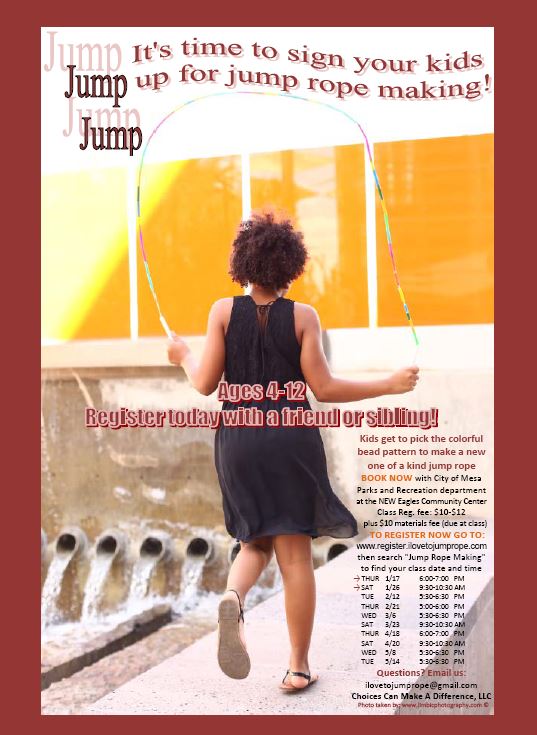 Jump
Jump
Jump
Jump
It's time to sign your kids
up for jump rope making!
Ages 4-12
Register today with a friend or sibling!
Kids get to pick the colorful
bead pattern to make a new
one of a kind jump rope
BOOK NOW with City of Mesa
Parks and Recreation department
at the NEW Eagles Community Center
Class Reg. fee: $10-$12
plus $10 materials fee (due at class)
TO REGISTER NOW GO TO:
www.register.ilovetojumprope.com
then search "Jump Rope Making"
to find your class date and time
→ THUR 1/17 6:00-7:00 PM
→ SAT 1/26 9:30-10:30 AM
TUE 2/12 5:30-6:30 PM
THUR 2/21 5:00-6:00 PM
WED 3/6 5:30-6:30 PM
SAT 3/23 9:30-10:30 AM
THUR 4/18 6:00-7:00 PM
SAT 4/20 9:30-10:30 AM
WED 5/8 5:30-6:30 PM
TUE 5/14 5:30-6:30 PM
Questions? Email us:
ilovetojumprope@gmail.com
Choices Can Make A Difference, LLC
Photo taken by: www.jimbicphotography.com ©